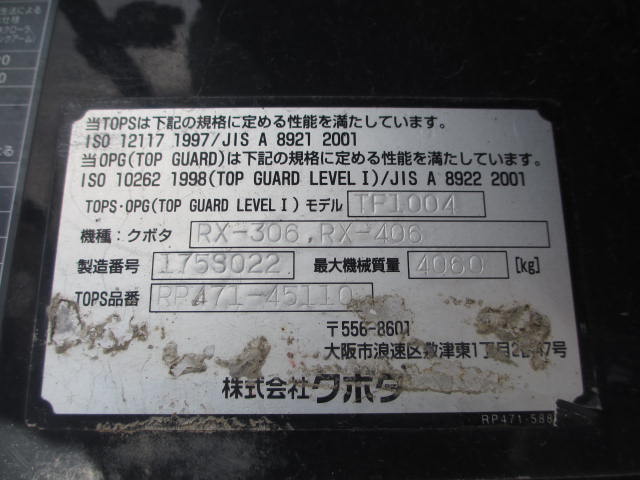 当TOPSは下記の規格に定める性能を満たしています。
ISO 12117 1997/JIS A 8921 2001
当OPG(TOP GUARD)は下記の規格に定める性能を満たしています。
ISO 10262 1998(TOP GUARD LEVEL I)/JIS A 8922 2001
TOPS・OPG(TOP GUARD LEVEL I) モデル TP1004
機種:クボタ RX-306,RX-406
製造番号 1759022 最大機械質量 4060 [kg]
TOPS品番 RP471-45110
〒556-8601
大阪市浪速区敷津東1丁目2番47号
株式会社クボタ
RP471-588